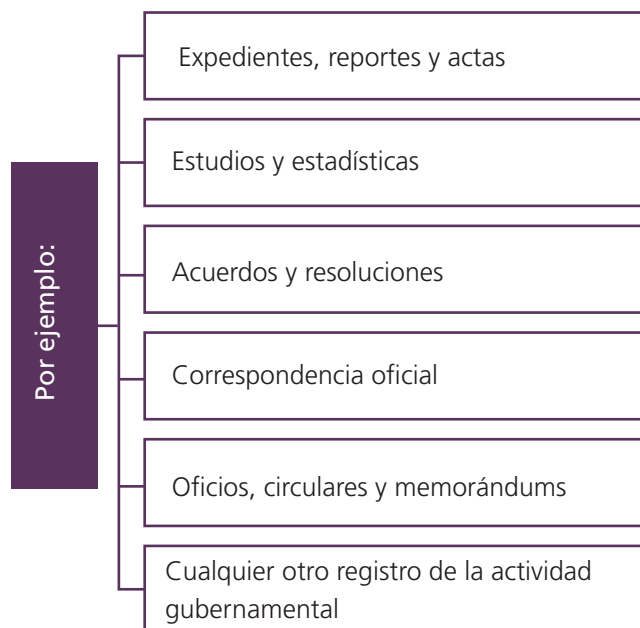 Por ejemplo:
Expedientes, reportes y actas
Estudios y estadísticas
Acuerdos y resoluciones
Correspondencia oficial
Oficios, circulares y memorándums
Cualquier otro registro de la actividad
gubernamental